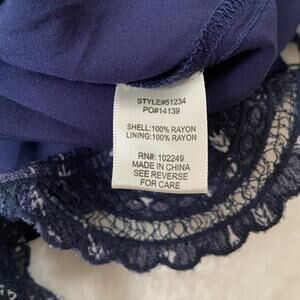 STYLE#51234
PO#14139
SHELL:100% RAYON
LINING:100% RAYON
RN#: 102249
MADE IN CHINA
SEE REVERSE
FOR CARE